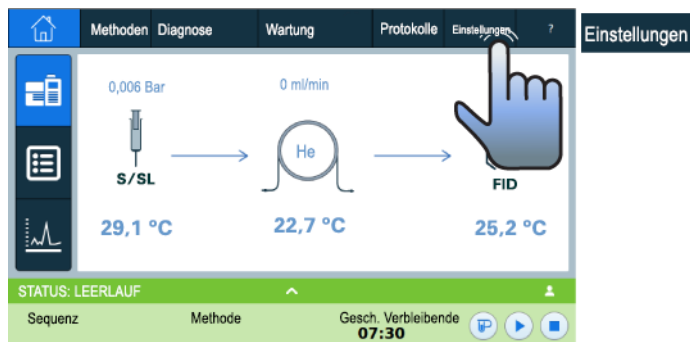 Methoden Diagnose Wartung Protokolle Einstellungen ?
Einstellungen
0,006 Bar 0 ml/min
He
S/SL FID
29,1 °C 22,7 °C 25,2 °C
STATUS: LEERLAUF
Sequenz Methode Gesch. Verbleibende
07:30